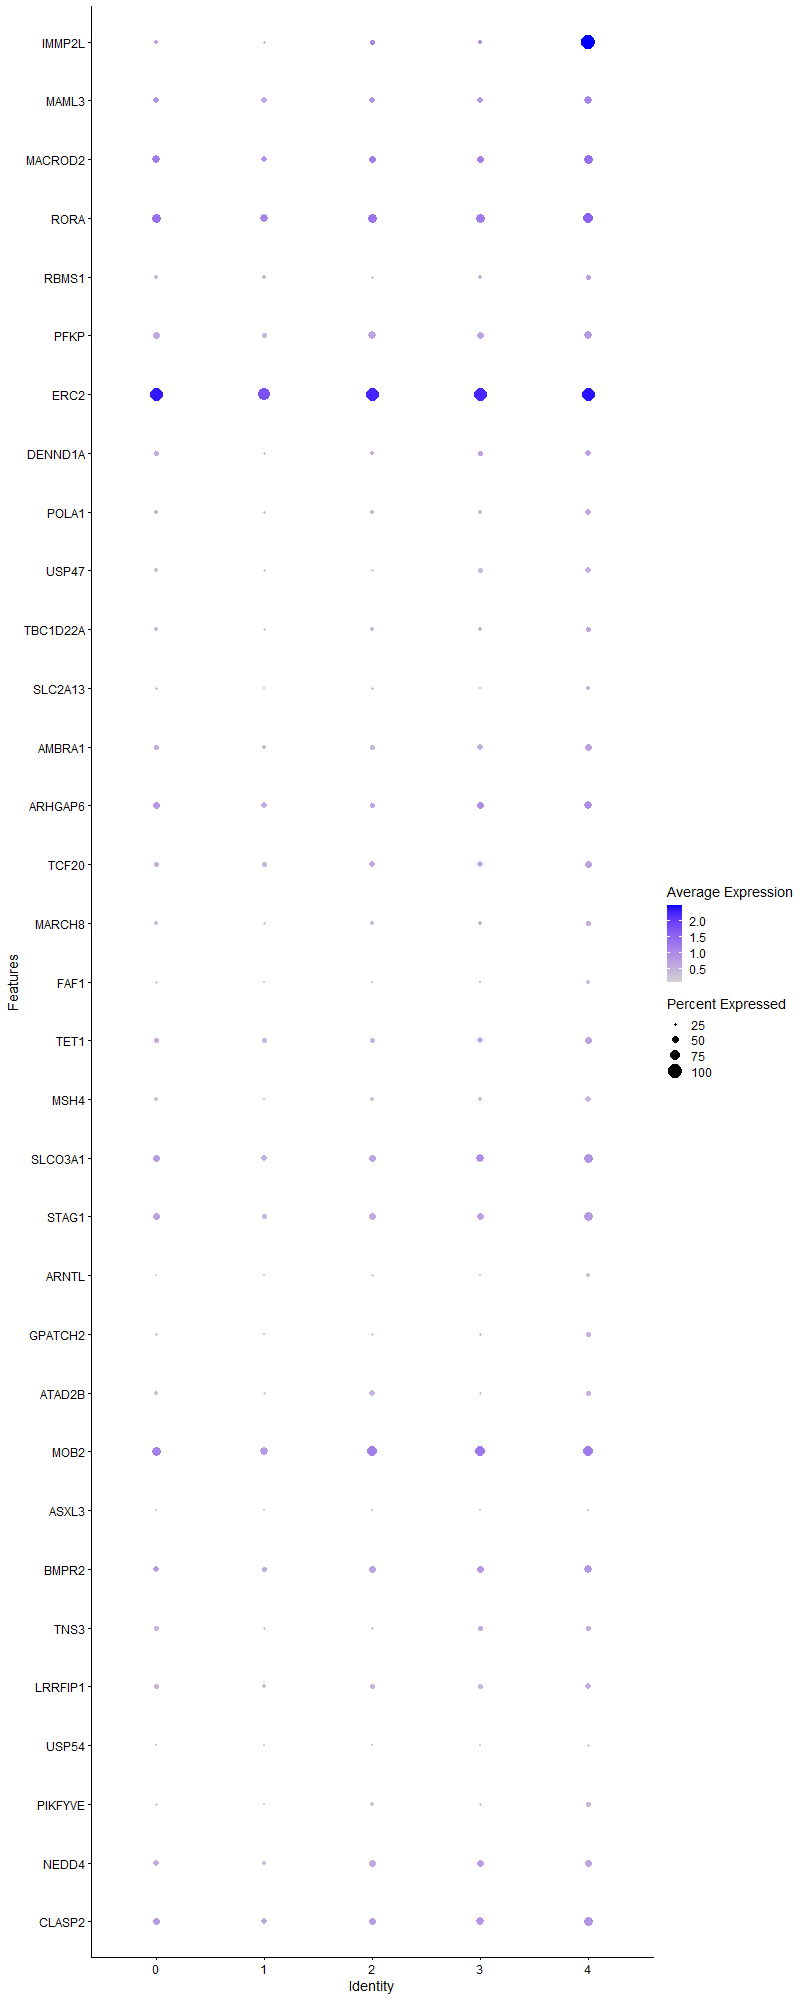 IMMP2L
MAML3
MACROD2
RORA
RBMS1
PFKP
ERC2
DENND1A
POLA1
USP47
TBC1D22A
SLC2A13
AMBRA1
ARHGAP6
TCF20
MARCH8
FAF1
TET1
MSH4
SLCO3A1
STAG1
ARNTL
GPATCH2
ATAD2B
MOB2
ASXL3
BMPR2
TNS3
LRRFIP1
USP54
PIKFYVE
NEDD4
CLASP2
Features
0 1 2 3 4
Identity
Average Expression
2.0
1.5
1.0
0.5
Percent Expressed
25
50
75
100